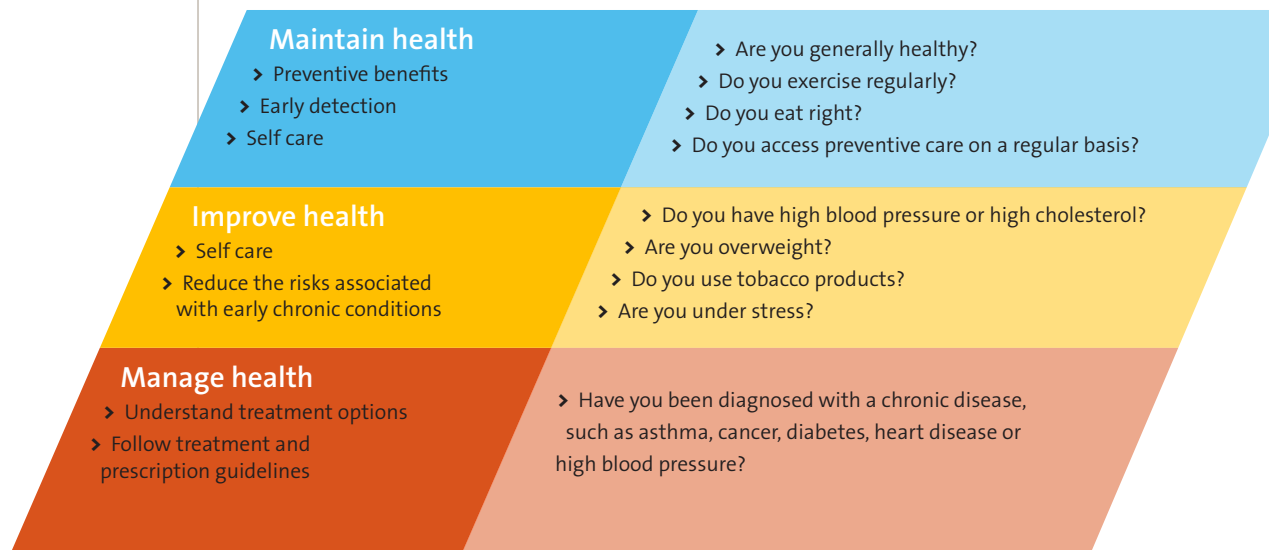 Maintain health
> Preventive benefits
> Early detection
> Self care
> Are you generally healthy?
> Do you exercise regularly?
> Do you eat right?
> Do you access preventive care on a regular basis?
Improve health
> Self care
> Reduce the risks associated
with early chronic conditions
> Do you have high blood pressure or high cholesterol?
> Are you overweight?
> Do you use tobacco products?
> Are you under stress?
Manage health
> Understand treatment options
> Follow treatment and
prescription guidelines
> Have you been diagnosed with a chronic disease,
such as asthma, cancer, diabetes, heart disease or
high blood pressure?